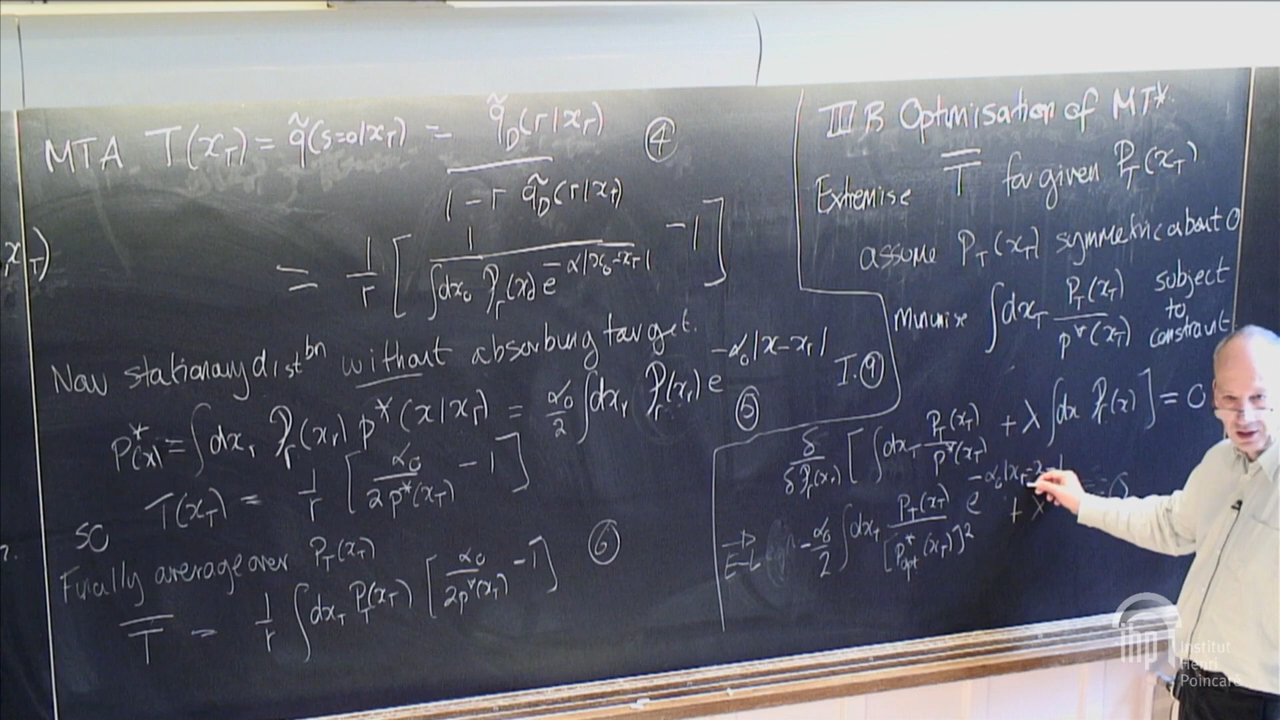 MTA T(x_T) = q̃(s=0|x_T) = q̃_D(r|x_T) / (1 - r q̃_D(r|x_T)) ④
x_T)
= 1/r [ 1 / ∫dx_0 P_r(x_0) e^{-α|x_0-x_T|} - 1 ]
Now stationary dist^{bn} without absorbing target.
P*(x) = ∫dx_r P_r(x_r) p*(x|x_r) = α_0/2 ∫dx_r P_r(x_r) e^{-α_0|x-x_r|} ⑤
I.⑨
so T(x_T) = 1/r [ α_0 / 2p*(x_T) - 1 ]
Finally average over P_T(x_T)
T̿ = 1/r ∫dx_T P_T(x_T) [ α_0 / 2p*(x_T) - 1 ] ⑥
III B Optimisation of MT*.
Extremise T̿ for given P_T(x_T)
assume P_T(x_T) symmetric about 0
Minimise ∫dx_T P_T(x_T) / p*(x_T) subject to constraint
δ/δP_r(x_r) [ ∫dx_T P_T(x_T) / p*(x_T) + λ ∫dx P_r(x) ] = 0
E-L ⇒ -α_0/2 ∫dx_T P_T(x_T) / [P*_opt(x_T)]² e^{-α_0|x_T-x + λ
ihp
Institut
Henri
Poincaré